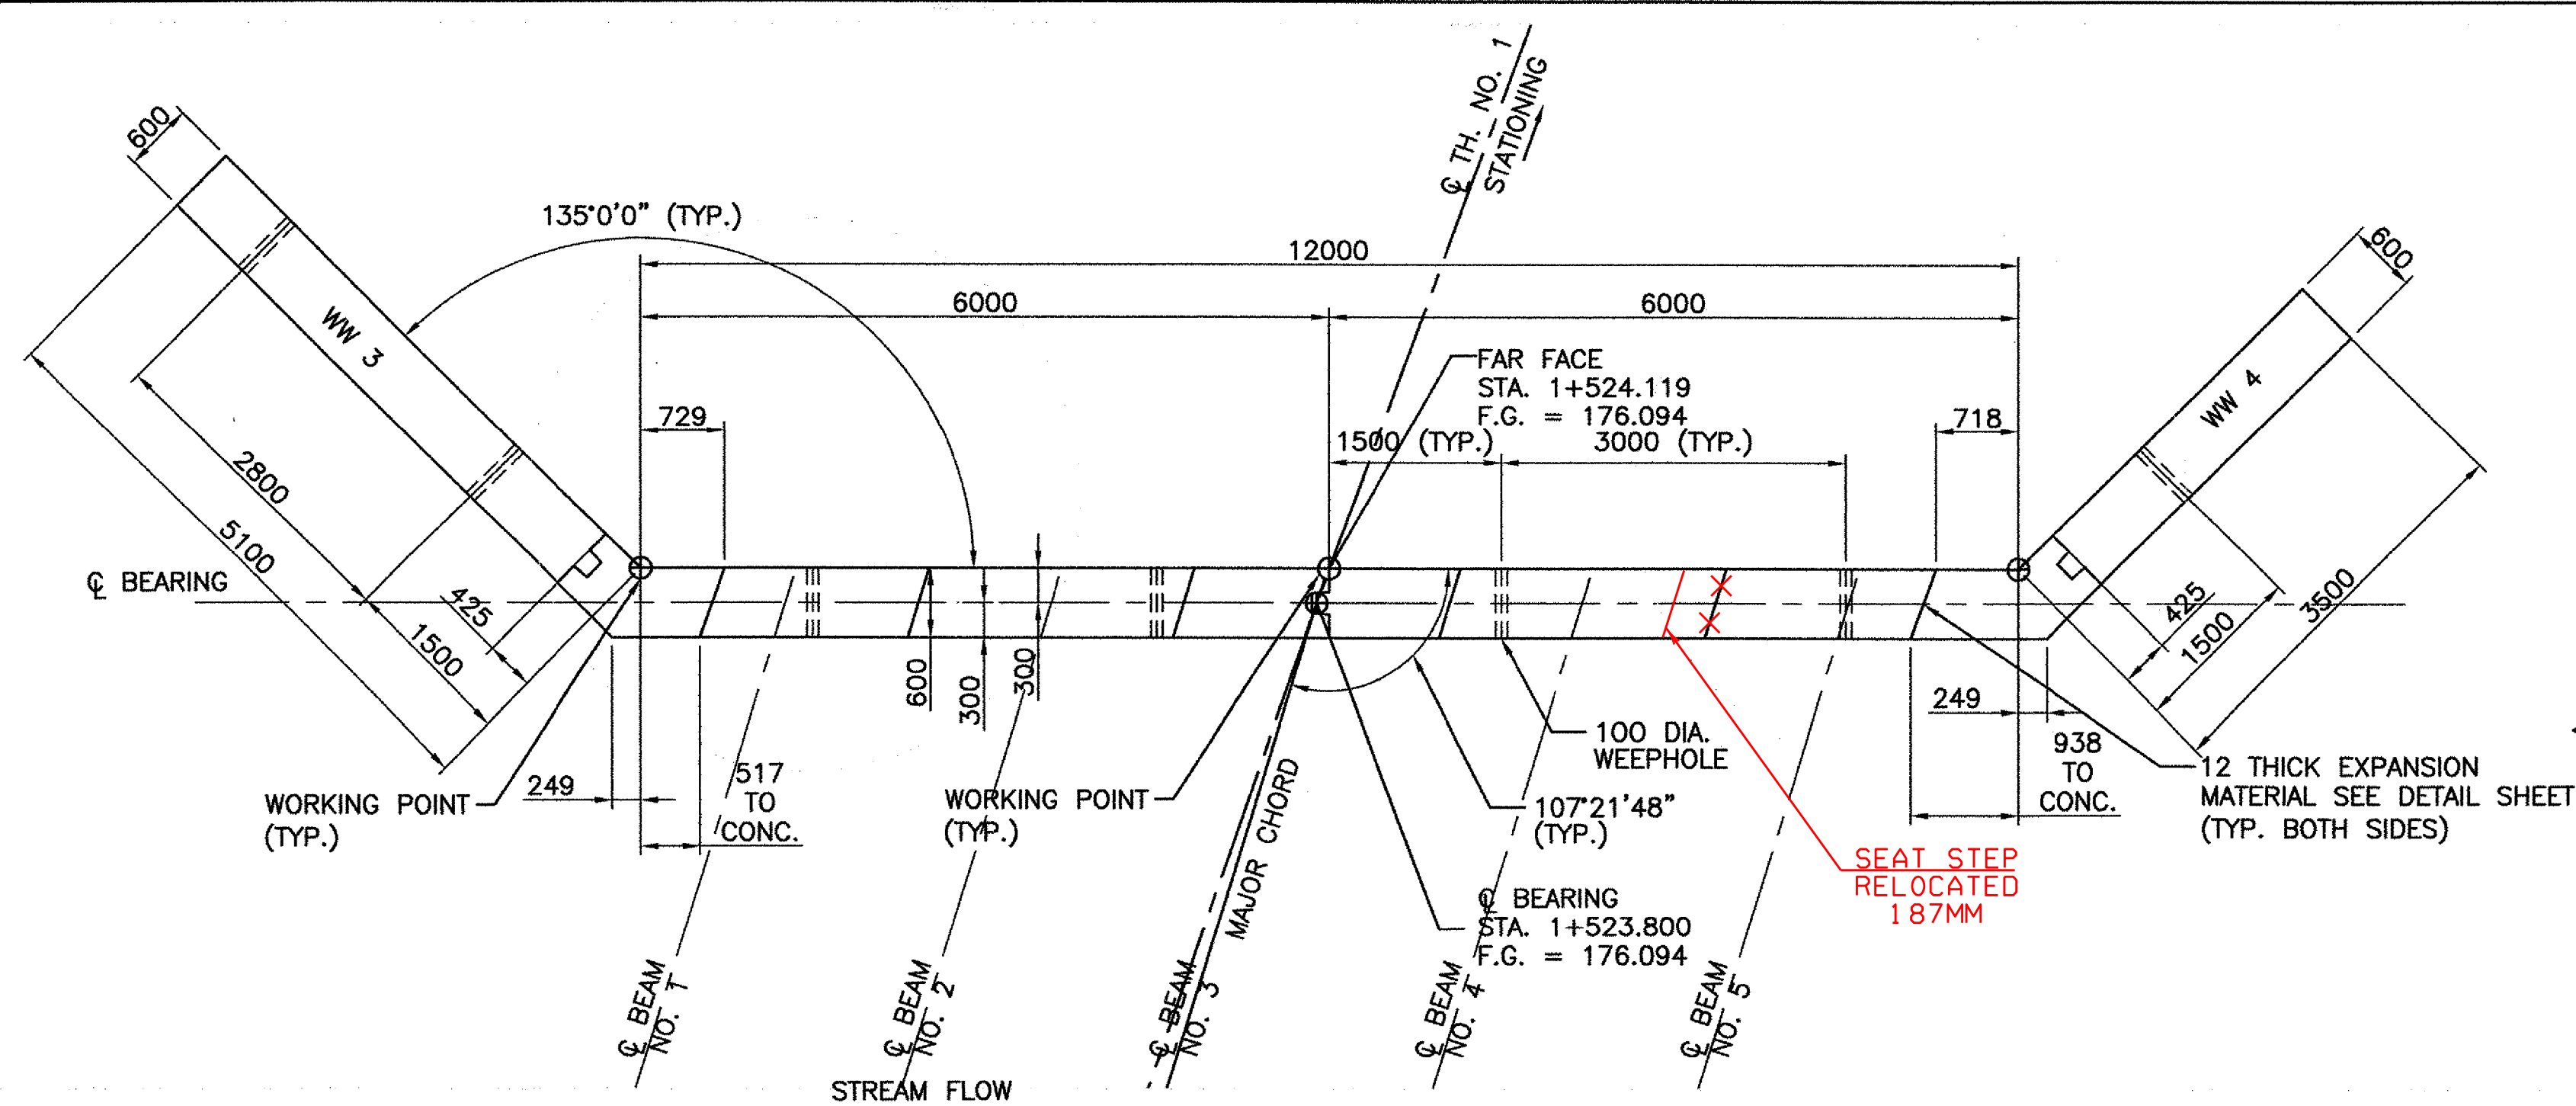 ℄ TH. NO. 1
STATIONING
600
135°0'0" (TYP.)
12000
600
6000
6000
WW 3
FAR FACE
STA. 1+524.119
F.G. = 176.094
WW 4
729
1500 (TYP.)
3000 (TYP.)
718
2800
5100
℄ BEARING
425
1500
600
300
300
425
1500
3500
249
517
TO
CONC.
WORKING POINT
(TYP.)
WORKING POINT
(TYP.)
MAJOR CHORD
100 DIA.
WEEPHOLE
107°21'48"
(TYP.)
249
938
TO
CONC.
12 THICK EXPANSION
MATERIAL SEE DETAIL SHEET
(TYP. BOTH SIDES)
SEAT STEP
RELOCATED
187MM
℄ BEARING
STA. 1+523.800
F.G. = 176.094
℄ BEAM
NO. 1
℄ BEAM
NO. 2
℄ BEAM
NO. 3
℄ BEAM
NO. 4
℄ BEAM
NO. 5
STREAM FLOW